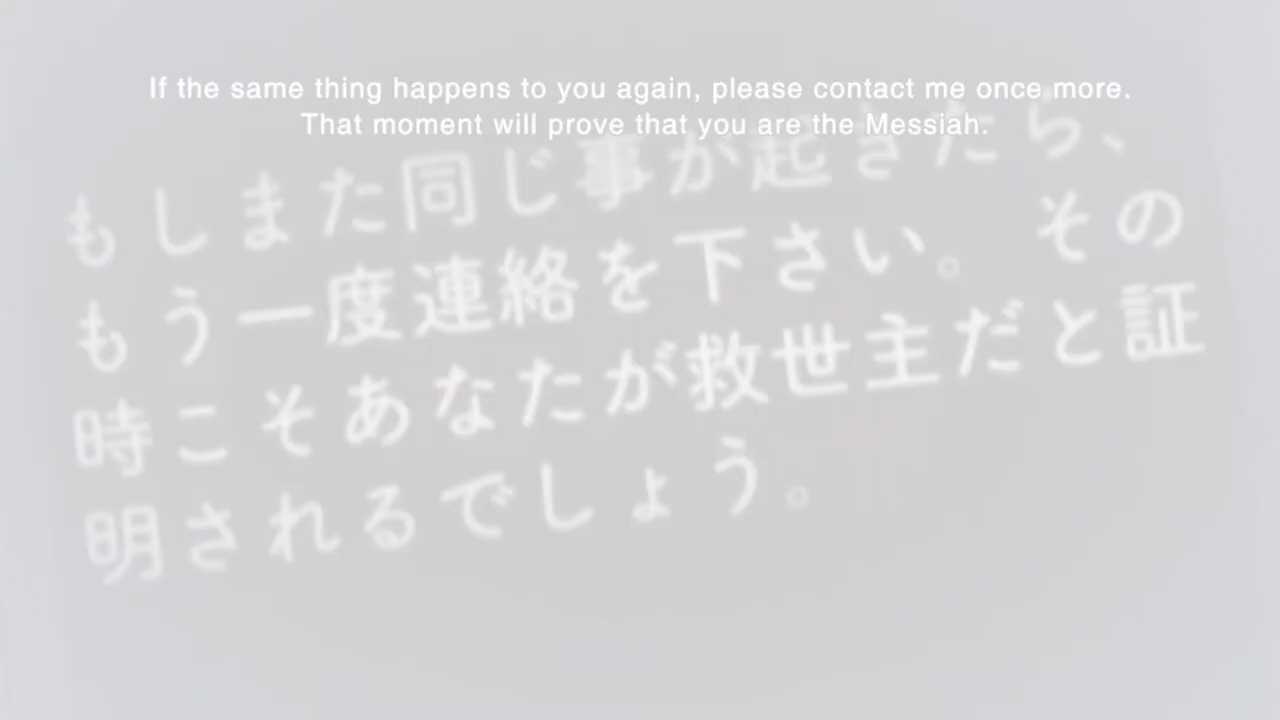 If the same thing happens to you again, please contact me once more.
That moment will prove that you are the Messiah.
もしまた同じ事が起きたら、
もう一度連絡を下さい。 その
時こそあなたが救世主だと証
明されるでしょう。